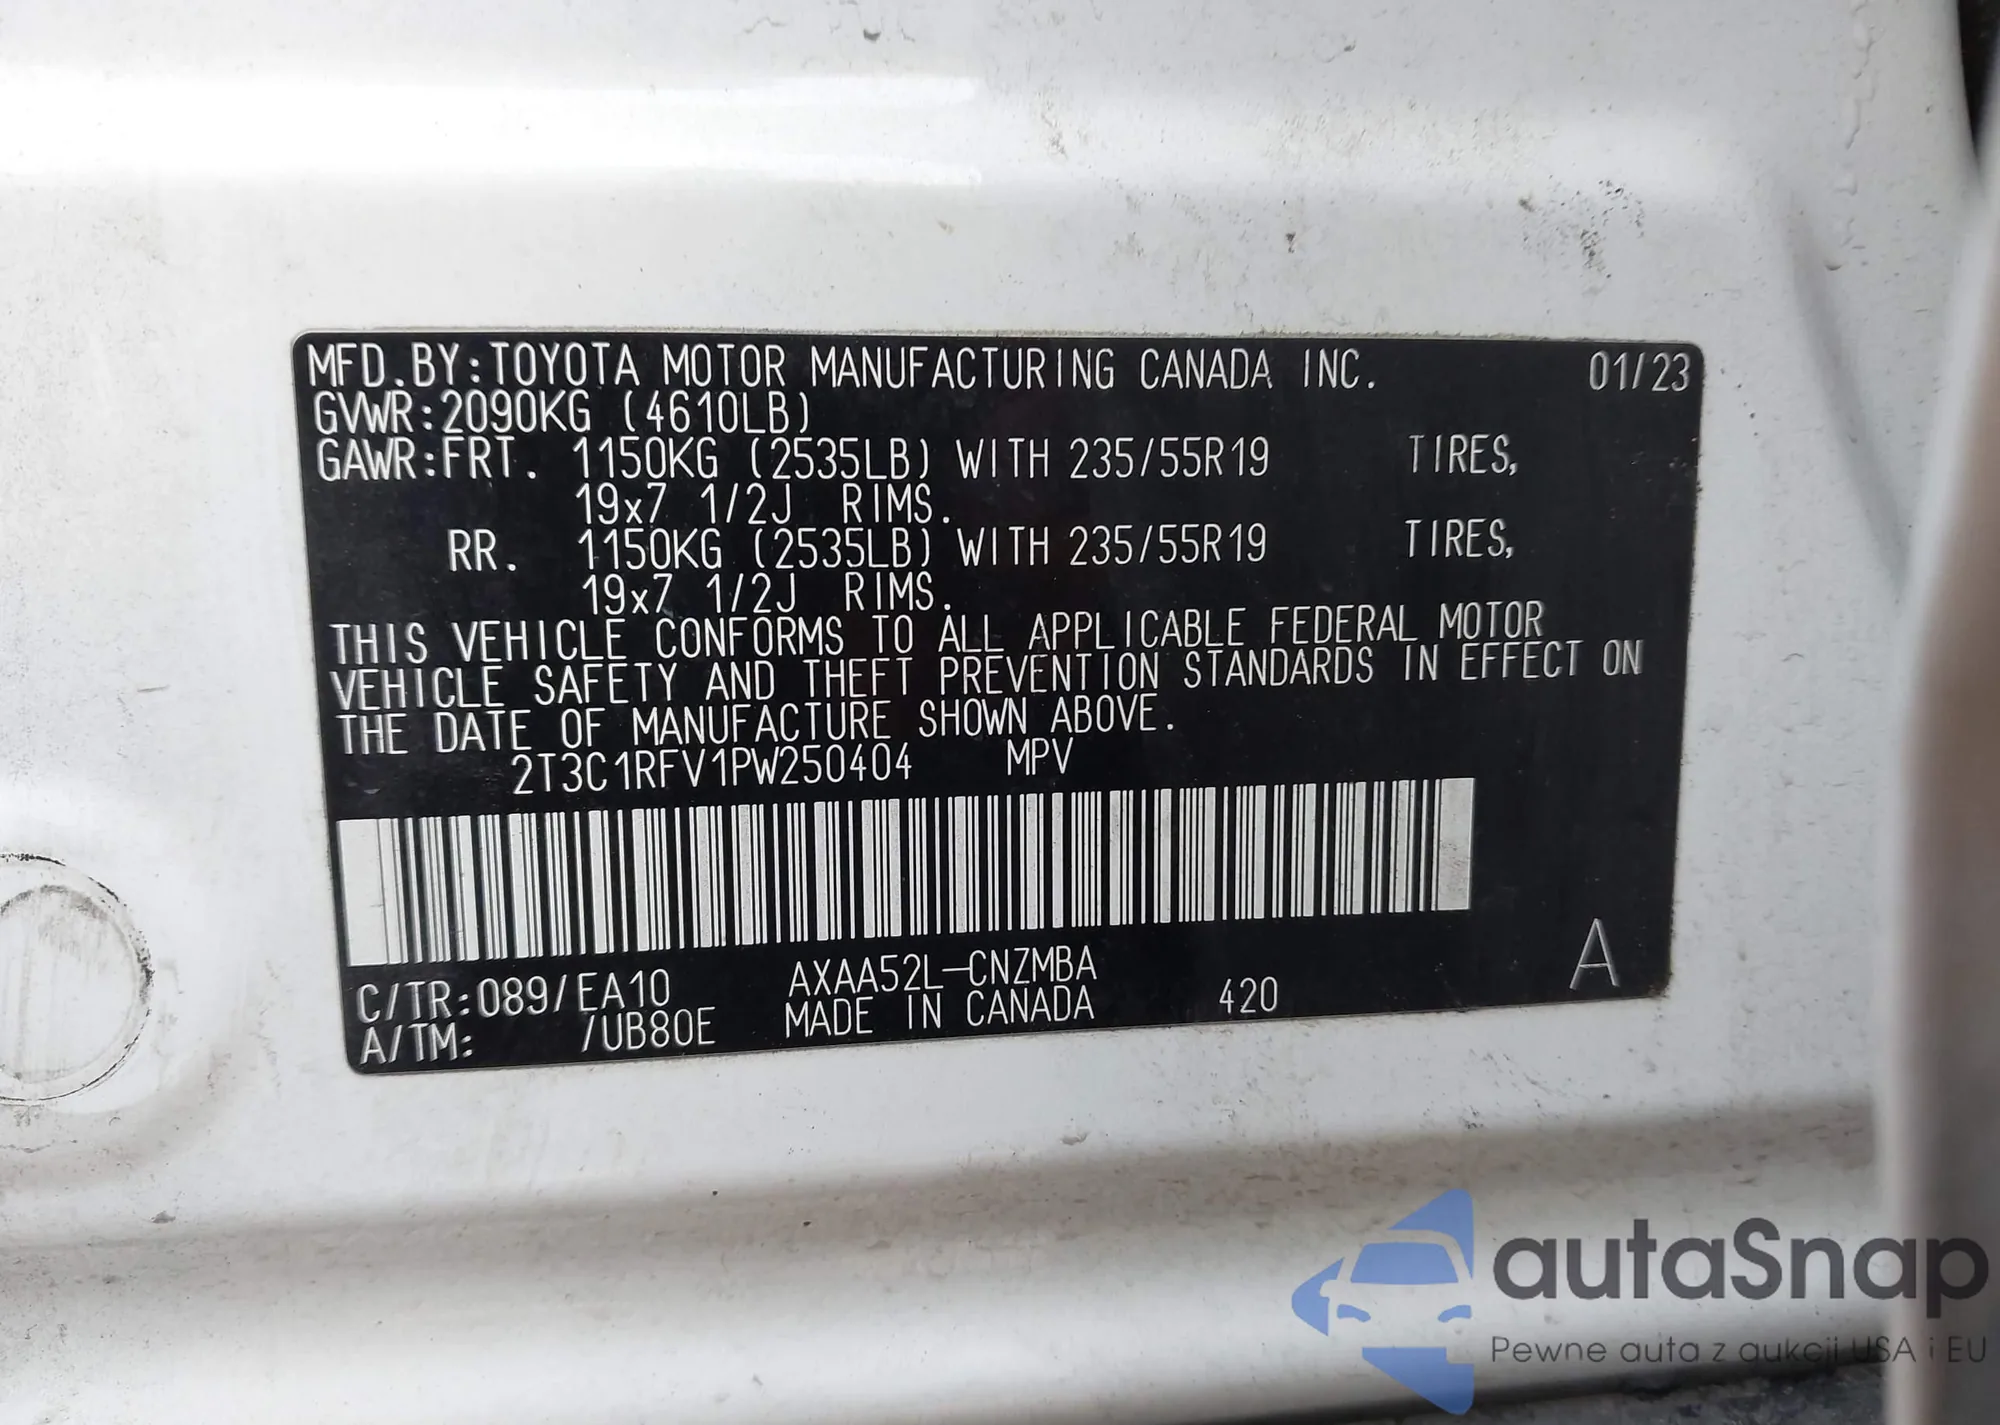 MFD.BY:TOYOTA MOTOR MANUFACTURING CANADA INC. 01/23
GVWR:2090KG (4610LB)
GAWR:FRT. 1150KG (2535LB) WITH 235/55R19 TIRES,
19x7 1/2J RIMS.
RR. 1150KG (2535LB) WITH 235/55R19 TIRES,
19x7 1/2J RIMS.
THIS VEHICLE CONFORMS TO ALL APPLICABLE FEDERAL MOTOR
VEHICLE SAFETY AND THEFT PREVENTION STANDARDS IN EFFECT ON
THE DATE OF MANUFACTURE SHOWN ABOVE.
2T3C1RFV1PW250404 MPV
C/TR:089/EA10 AXAA52L-CNZMBA A
A/TM: /UB80E MADE IN CANADA 420
autaSnap
Pewne auta z aukcji USA i EU